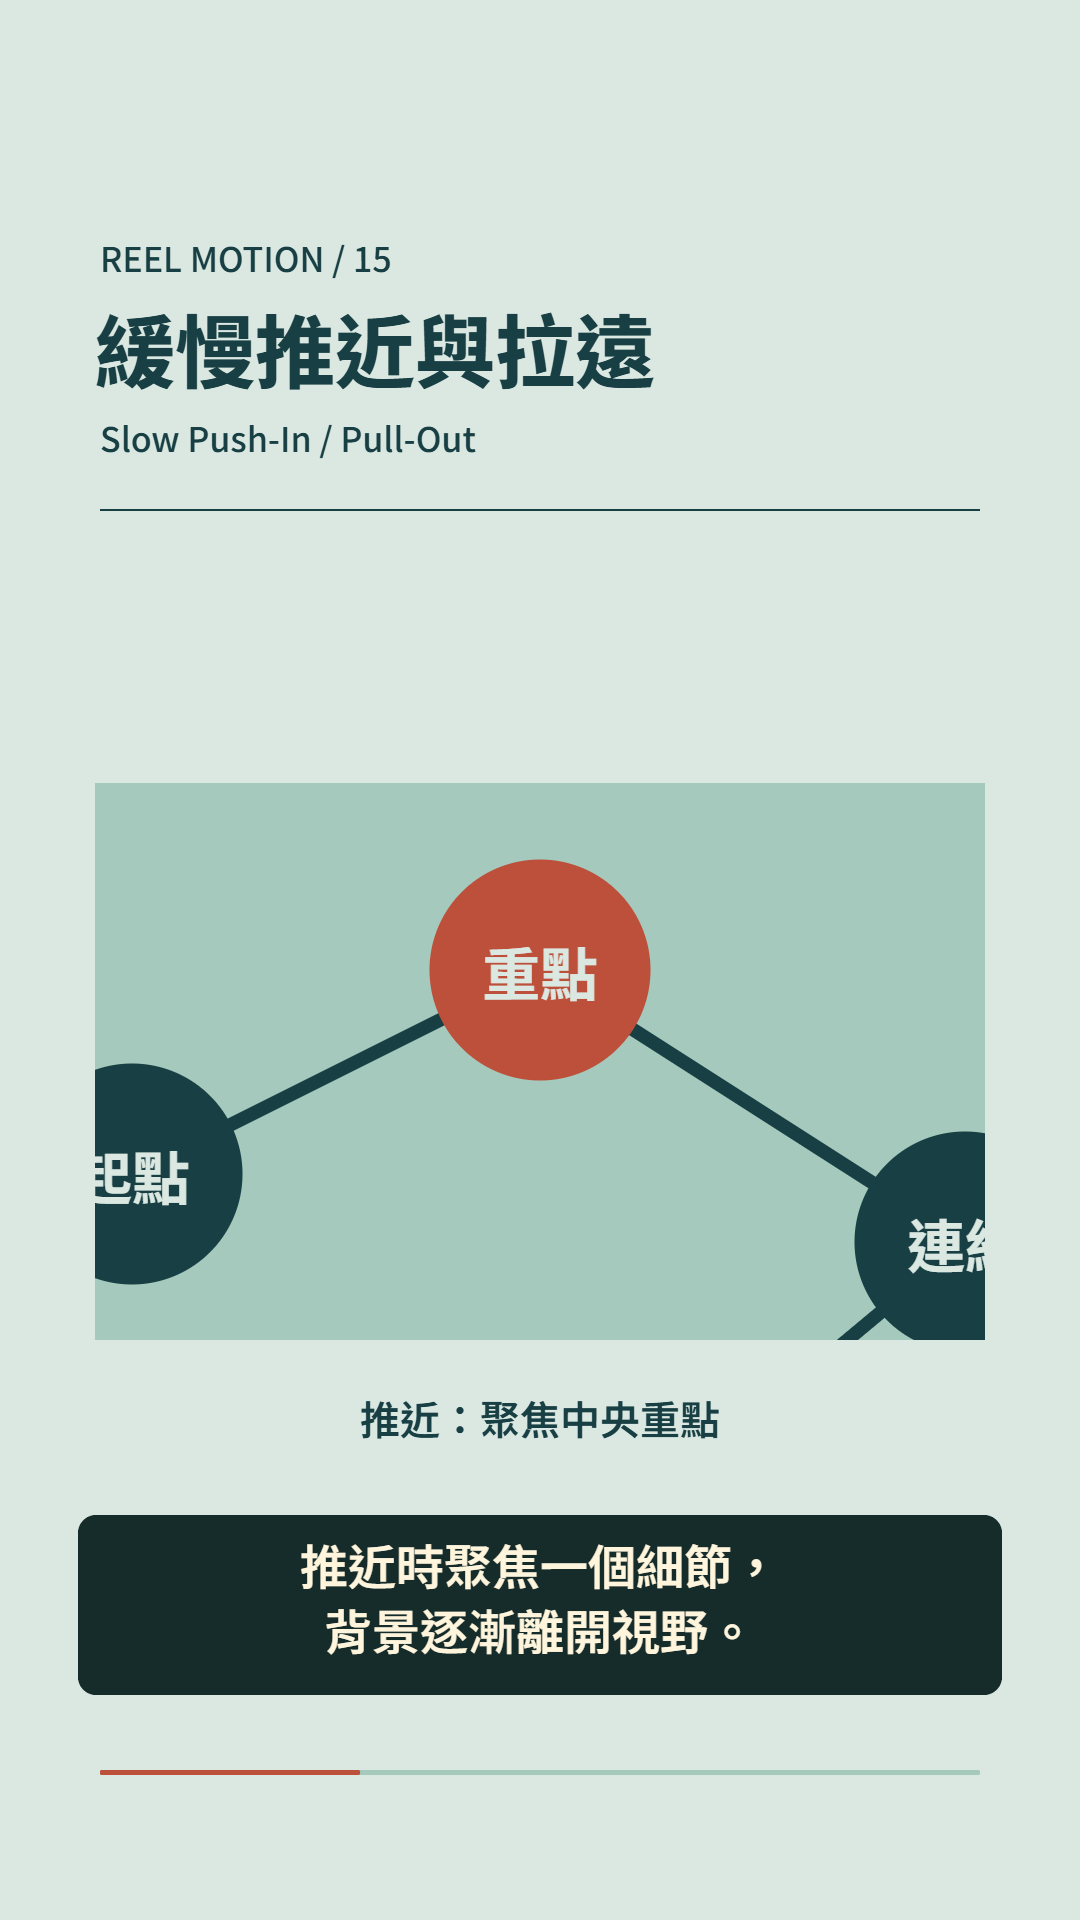 REEL MOTION / 15
緩慢推近與拉遠
Slow Push-In / Pull-Out
重點
起點
連
推近：聚焦中央重點
推近時聚焦一個細節，
背景逐漸離開視野。